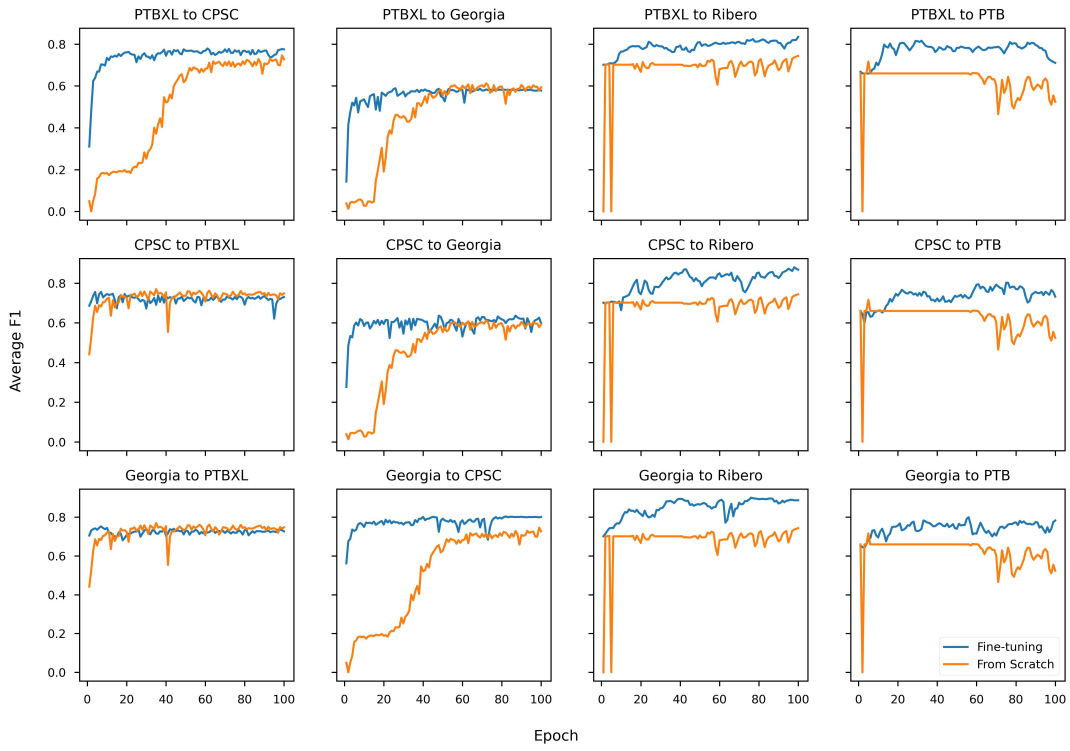 PTBXL to CPSC
PTBXL to Georgia
PTBXL to Ribero
PTBXL to PTB
0.8
0.6
0.4
0.2
0.0
CPSC to PTBXL
CPSC to Georgia
CPSC to Ribero
CPSC to PTB
0.8
0.6
0.4
0.2
0.0
Average F1
Georgia to PTBXL
Georgia to CPSC
Georgia to Ribero
Georgia to PTB
0.8
0.6
0.4
0.2
0.0
Fine-tuning
From Scratch
0 20 40 60 80 100
0 20 40 60 80 100
0 20 40 60 80 100
0 20 40 60 80 100
Epoch